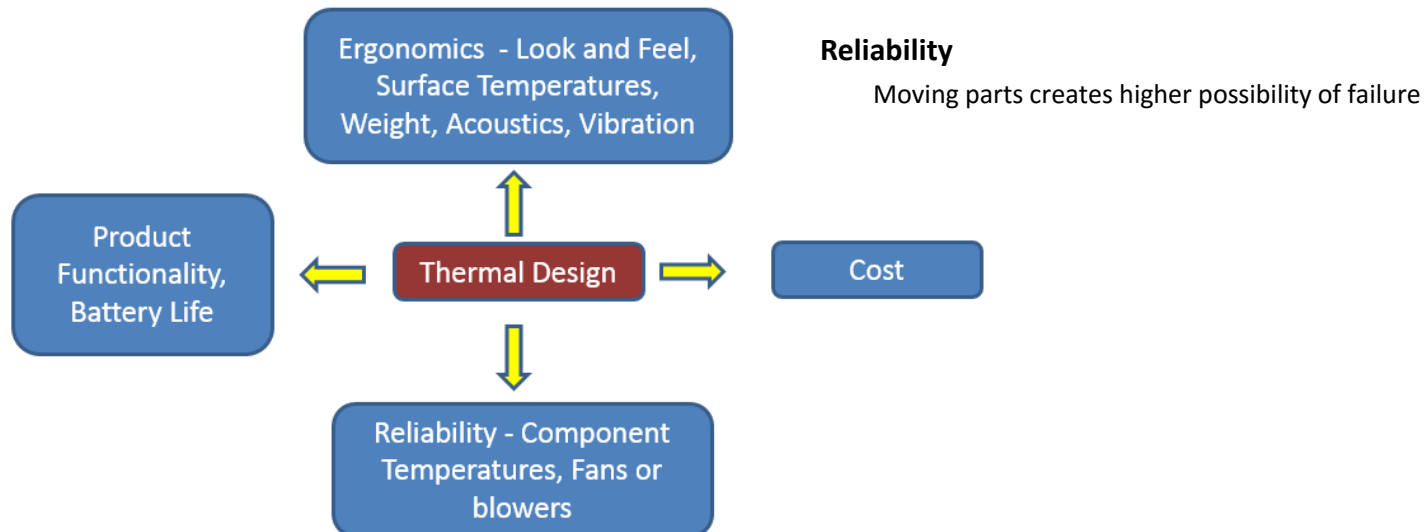 Ergonomics - Look and Feel,
Surface Temperatures,
Weight, Acoustics, Vibration
Reliability
Moving parts creates higher possibility of failure
Product
Functionality,
Battery Life
Thermal Design
Cost
Reliability - Component
Temperatures, Fans or
blowers